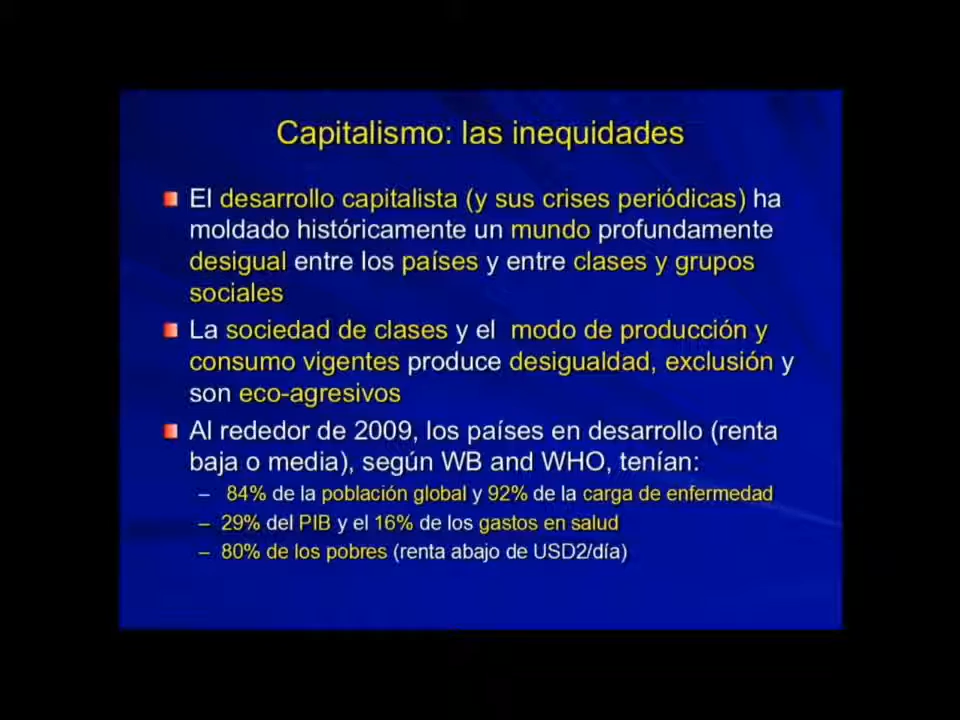 Capitalismo: las inequidades
El desarrollo capitalista (y sus crises periódicas) ha
moldado históricamente un mundo profundamente
desigual entre los países y entre clases y grupos
sociales
La sociedad de clases y el modo de producción y
consumo vigentes produce desigualdad, exclusión y
son eco-agresivos
Al rededor de 2009, los países en desarrollo (renta
baja o media), según WB and WHO, tenían:
– 84% de la población global y 92% de la carga de enfermedad
– 29% del PIB y el 16% de los gastos en salud
– 80% de los pobres (renta abajo de USD2/día)